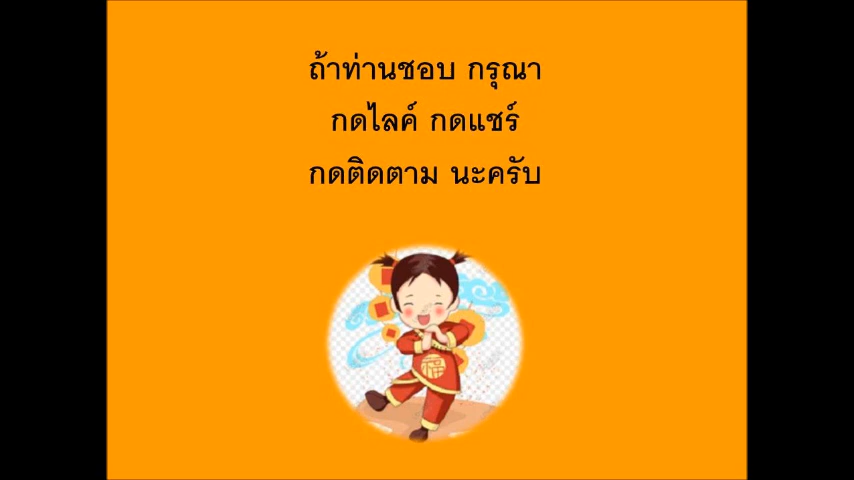 ถ้าท่านชอบ กรุณา
กดไลค์ กดแชร์
กดติดตาม นะครับ
福